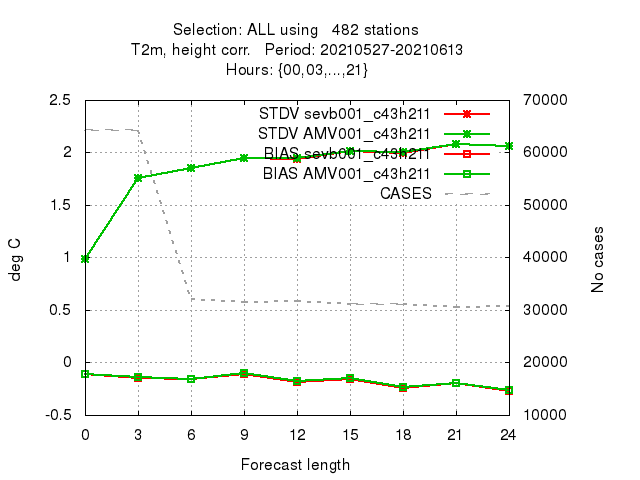 Selection: ALL using 482 stations
T2m, height corr. Period: 20210527-20210613
Hours: {00,03,...,21}
STDV sevb001_c43h211
STDV AMV001_c43h211
BIAS sevb001_c43h211
BIAS AMV001_c43h211
CASES
2.5
2
1.5
1
0.5
0
-0.5
70000
60000
50000
40000
30000
20000
10000
deg C
No cases
0 3 6 9 12 15 18 21 24
Forecast length